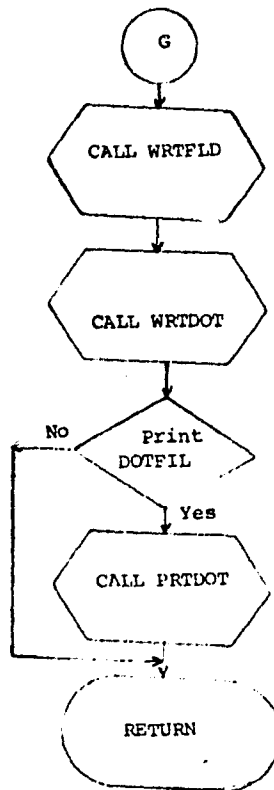 G
CALL WRTFLD
CALL WRTDOT
No
Print
DOTFIL
Yes
CALL PRTDOT
RETURN